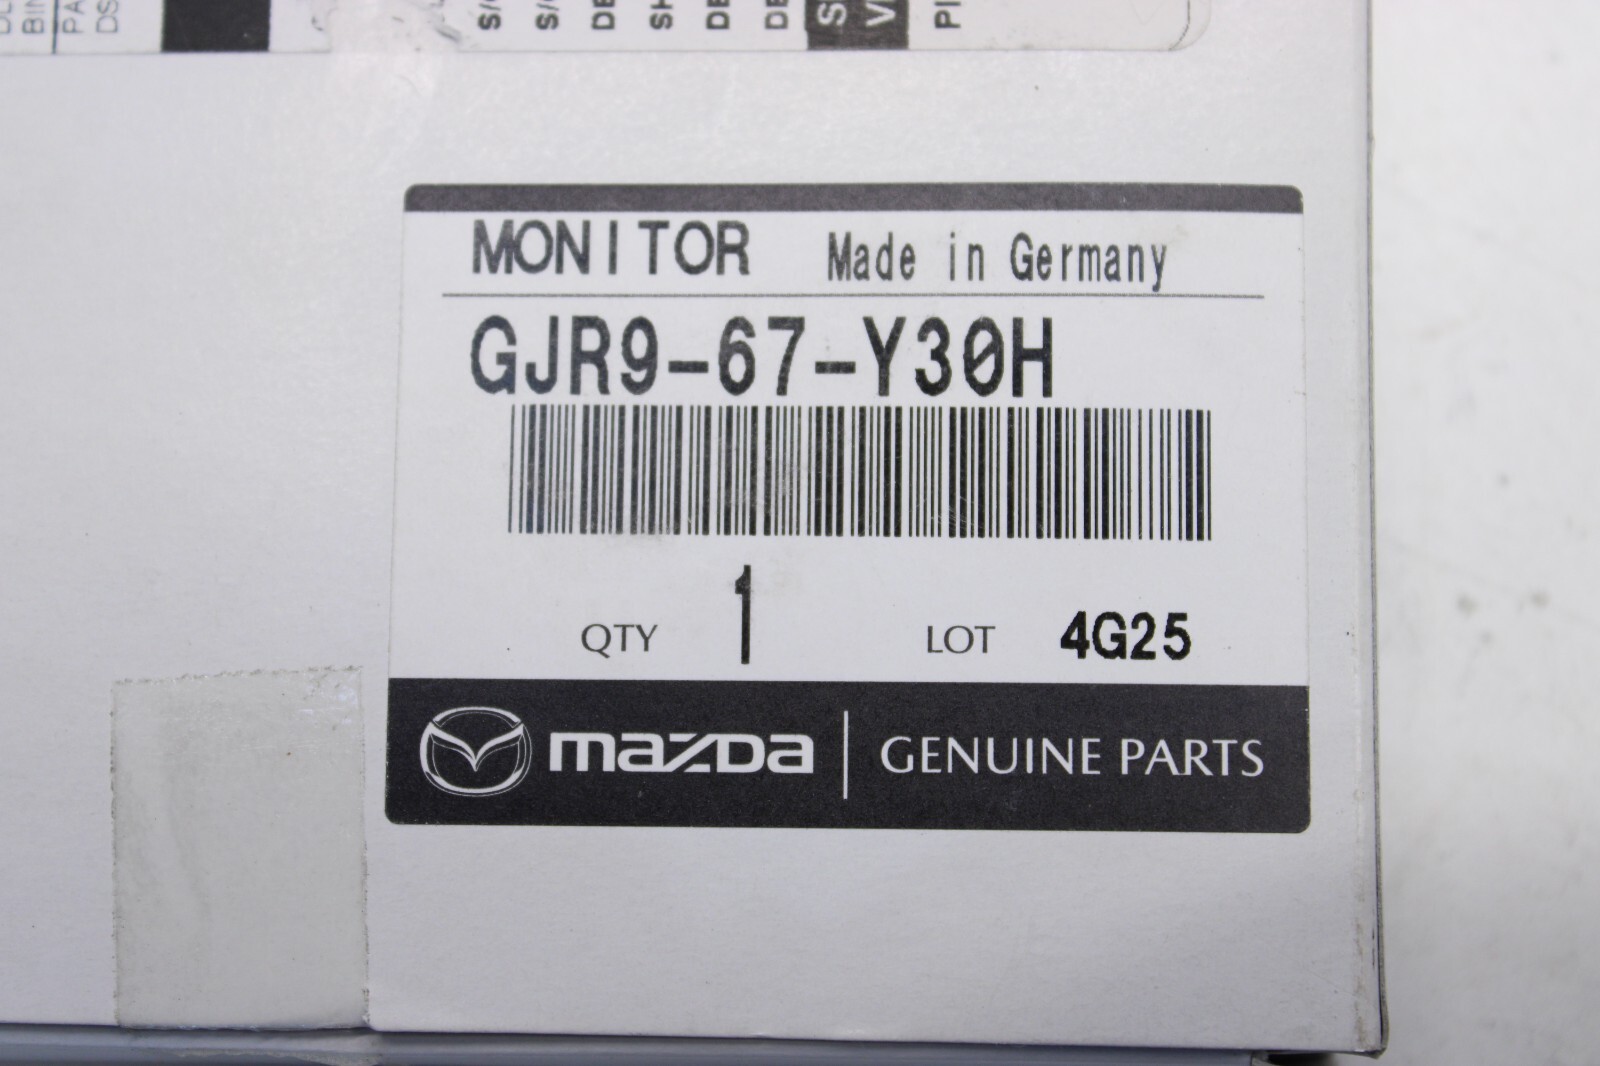 MONITOR Made in Germany
GJR9-67-Y30H
QTY 1 LOT 4G25
mazda GENUINE PARTS